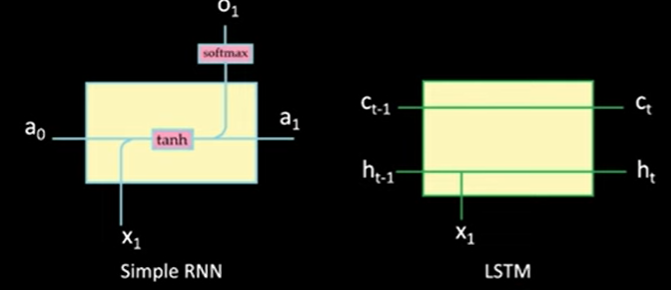 o₁
softmax
a₀
tanh
a₁
x₁
Simple RNN
cₜ₋₁
cₜ
hₜ₋₁
hₜ
x₁
LSTM